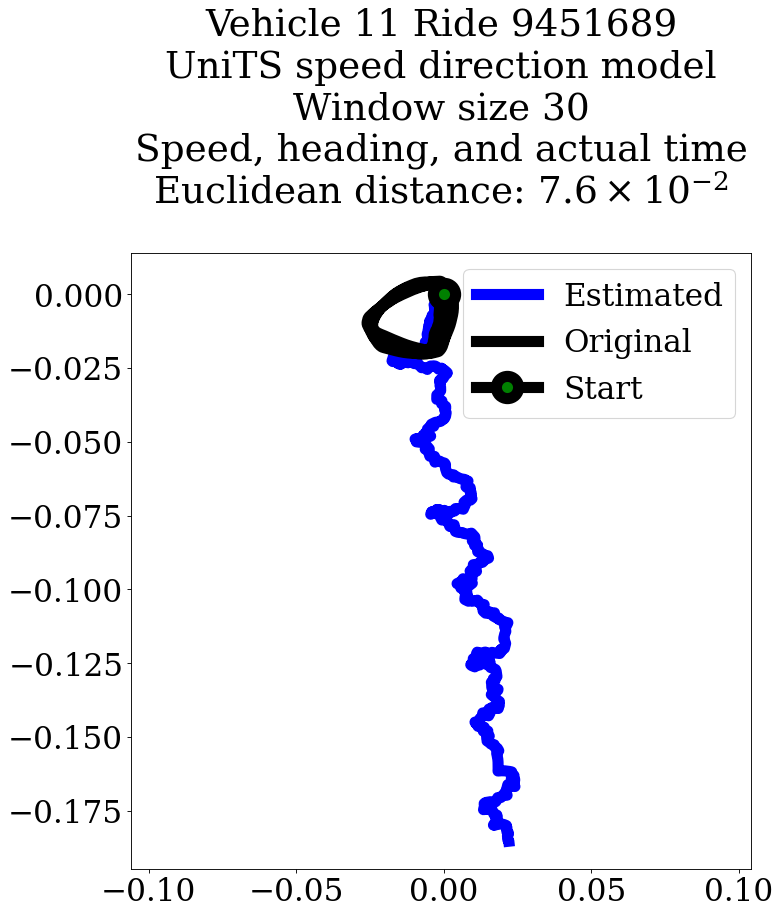 Vehicle 11 Ride 9451689
UniTS speed direction model
Window size 30
Speed, heading, and actual time
Euclidean distance: 7.6 × 10⁻²
Estimated
Original
Start
0.000
−0.025
−0.050
−0.075
−0.100
−0.125
−0.150
−0.175
−0.10 −0.05 0.00 0.05 0.10